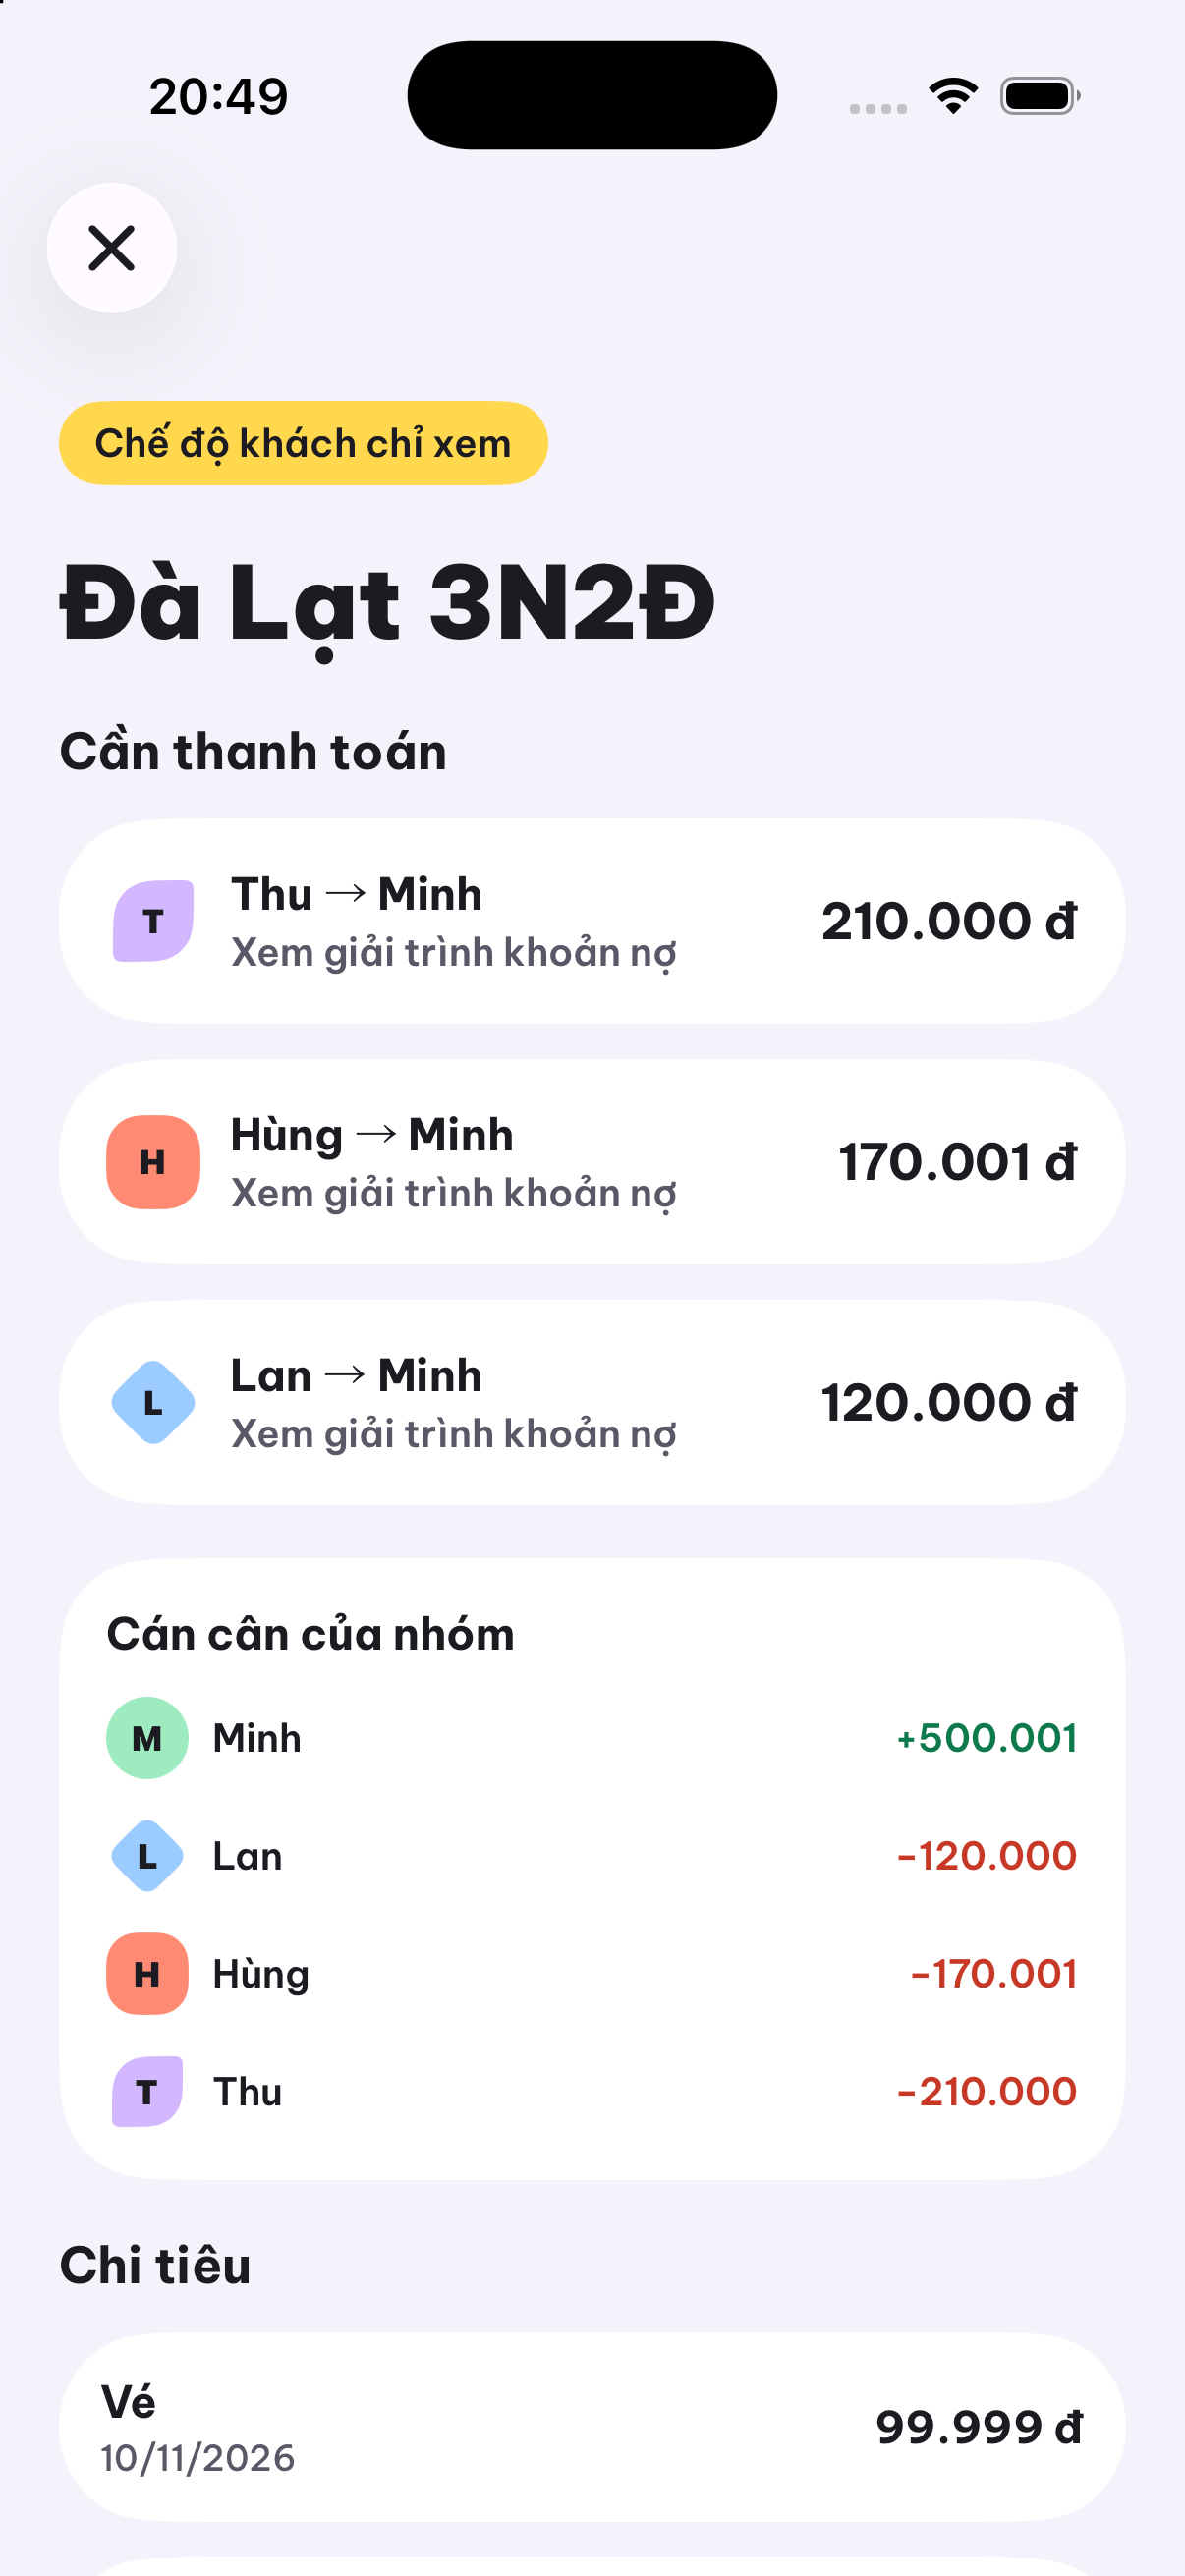 20:49
Chế độ khách chỉ xem
Đà Lạt 3N2Đ
Cần thanh toán
T
Thu → Minh
Xem giải trình khoản nợ
210.000 đ
H
Hùng → Minh
Xem giải trình khoản nợ
170.001 đ
L
Lan → Minh
Xem giải trình khoản nợ
120.000 đ
Cán cân của nhóm
M Minh +500.001
L Lan -120.000
H Hùng -170.001
T Thu -210.000
Chi tiêu
Vé
10/11/2026
99.999 đ